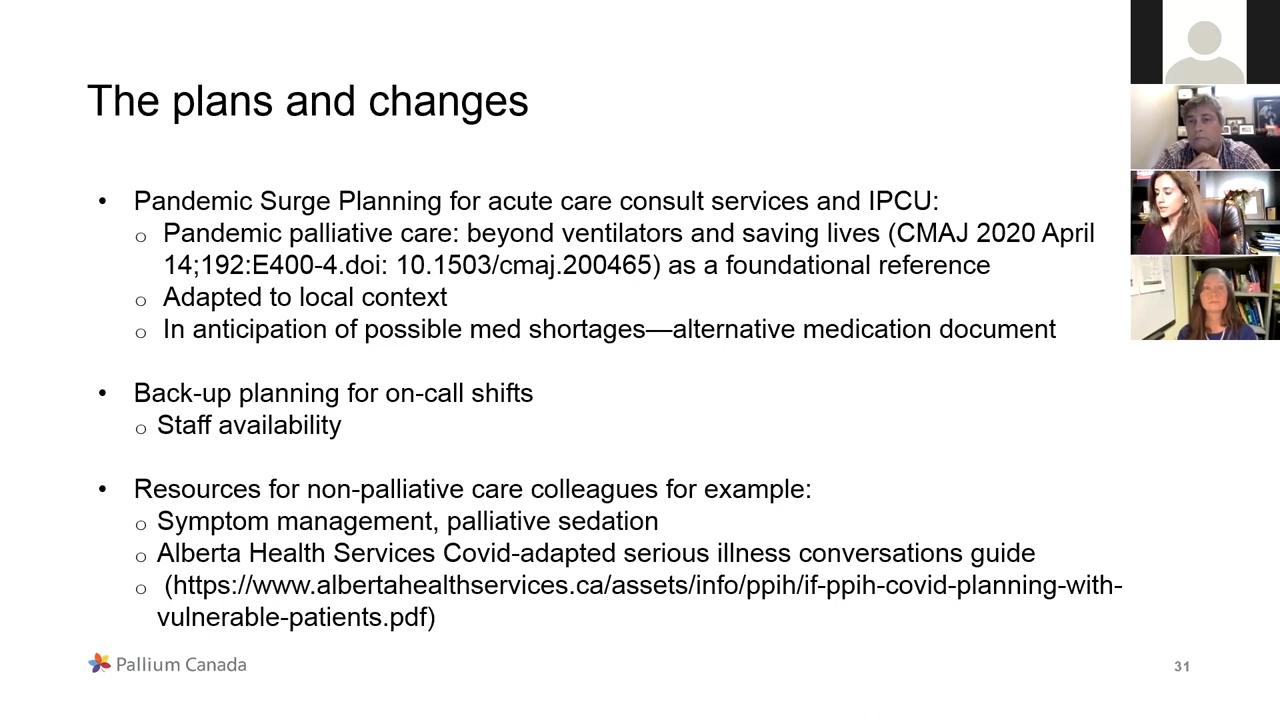 The plans and changes
• Pandemic Surge Planning for acute care consult services and IPCU:
o Pandemic palliative care: beyond ventilators and saving lives (CMAJ 2020 April
14;192:E400-4.doi: 10.1503/cmaj.200465) as a foundational reference
o Adapted to local context
o In anticipation of possible med shortages—alternative medication document
• Back-up planning for on-call shifts
o Staff availability
• Resources for non-palliative care colleagues for example:
o Symptom management, palliative sedation
o Alberta Health Services Covid-adapted serious illness conversations guide
o (https://www.albertahealthservices.ca/assets/info/ppih/if-ppih-covid-planning-with-
vulnerable-patients.pdf)
Pallium Canada
31